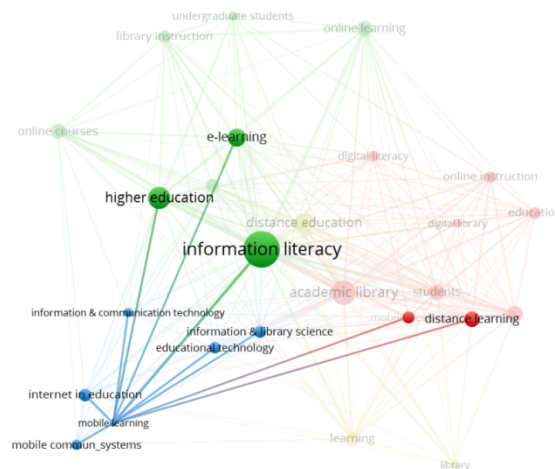 undergraduate students
library instruction
online learning
online courses
e-learning
digital literacy
online instruction
higher education
education
distance education
digital library
information literacy
academic library
students
information & communication technology
distance learning
information & library science
educational technology
internet in education
mobile learning
mobile commun_systems
learning
library